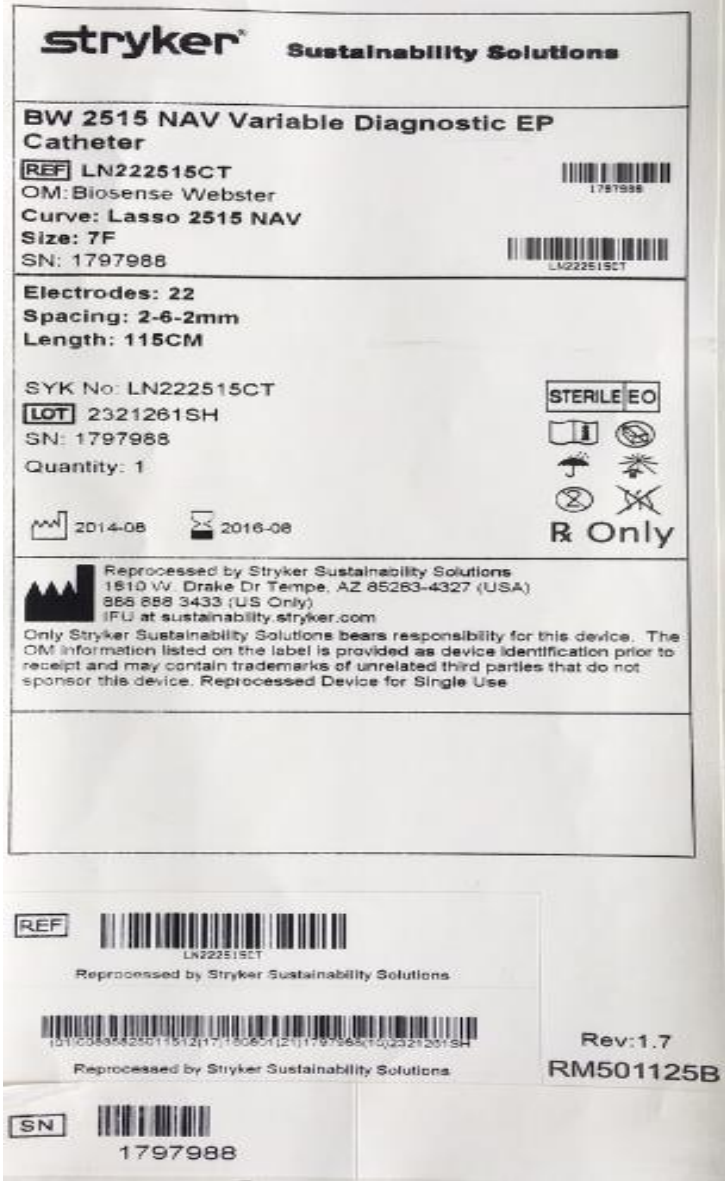 stryker® Sustainability Solutions
BW 2515 NAV Variable Diagnostic EP
Catheter
REF LN222515CT
1797988
OM: Biosense Webster
Curve: Lasso 2515 NAV
Size: 7F
SN: 1797988
LN222515CT
Electrodes: 22
Spacing: 2-6-2mm
Length: 115CM
SYK No: LN222515CT
STERILE EO
LOT 2321261SH
SN: 1797988
Quantity: 1
2014-08 2016-08
Rx Only
Reprocessed by Stryker Sustainability Solutions
1810 W. Drake Dr Tempe, AZ 85283-4327 (USA)
888 888 3433 (US Only)
IFU at sustainability.stryker.com
Only Stryker Sustainability Solutions bears responsibility for this device. The
OM information listed on the label is provided as device identification prior to
receipt and may contain trademarks of unrelated third parties that do not
sponsor this device. Reprocessed Device for Single Use
REF
LN222515CT
Reprocessed by Stryker Sustainability Solutions
Rev:1.7
Reprocessed by Stryker Sustainability Solutions
RM501125B
SN
1797988